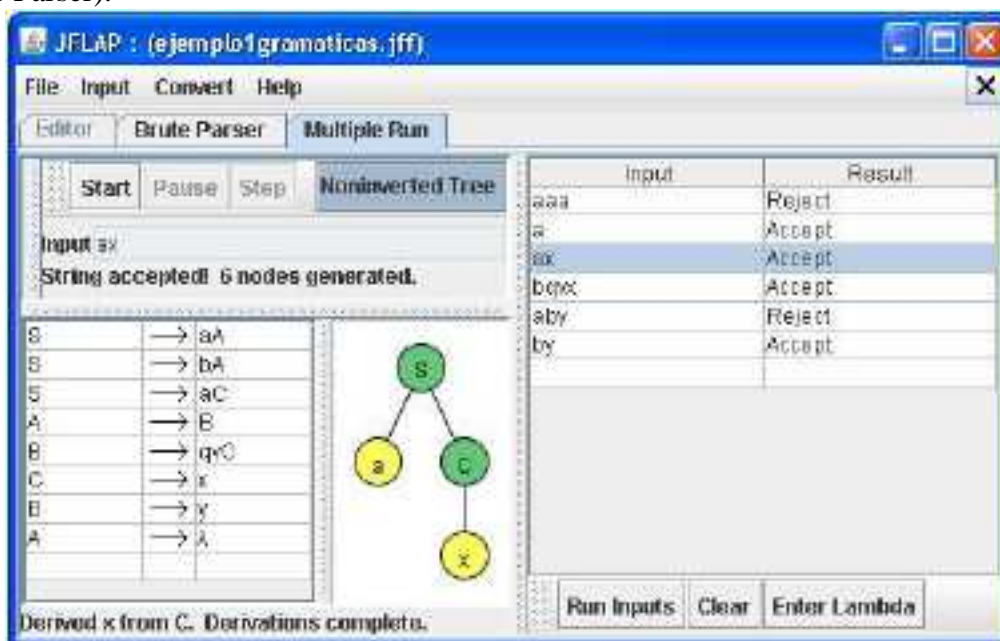 Parser).
JFLAP : (ejemplo1gramaticas.jff)
File Input Convert Help
Editor Brute Parser Multiple Run
Start Pause Step Noninverted Tree
Input ax
String accepted! 6 nodes generated.
S → aA
S → bA
S → aC
A → B
B → qyC
C → x
B → y
A → λ
S
a C
x
Derived x from C. Derivations complete.
Input Result
aaa Reject
a Accept
ax Accept
bqyx Accept
aby Reject
by Accept
Run Inputs Clear Enter Lambda